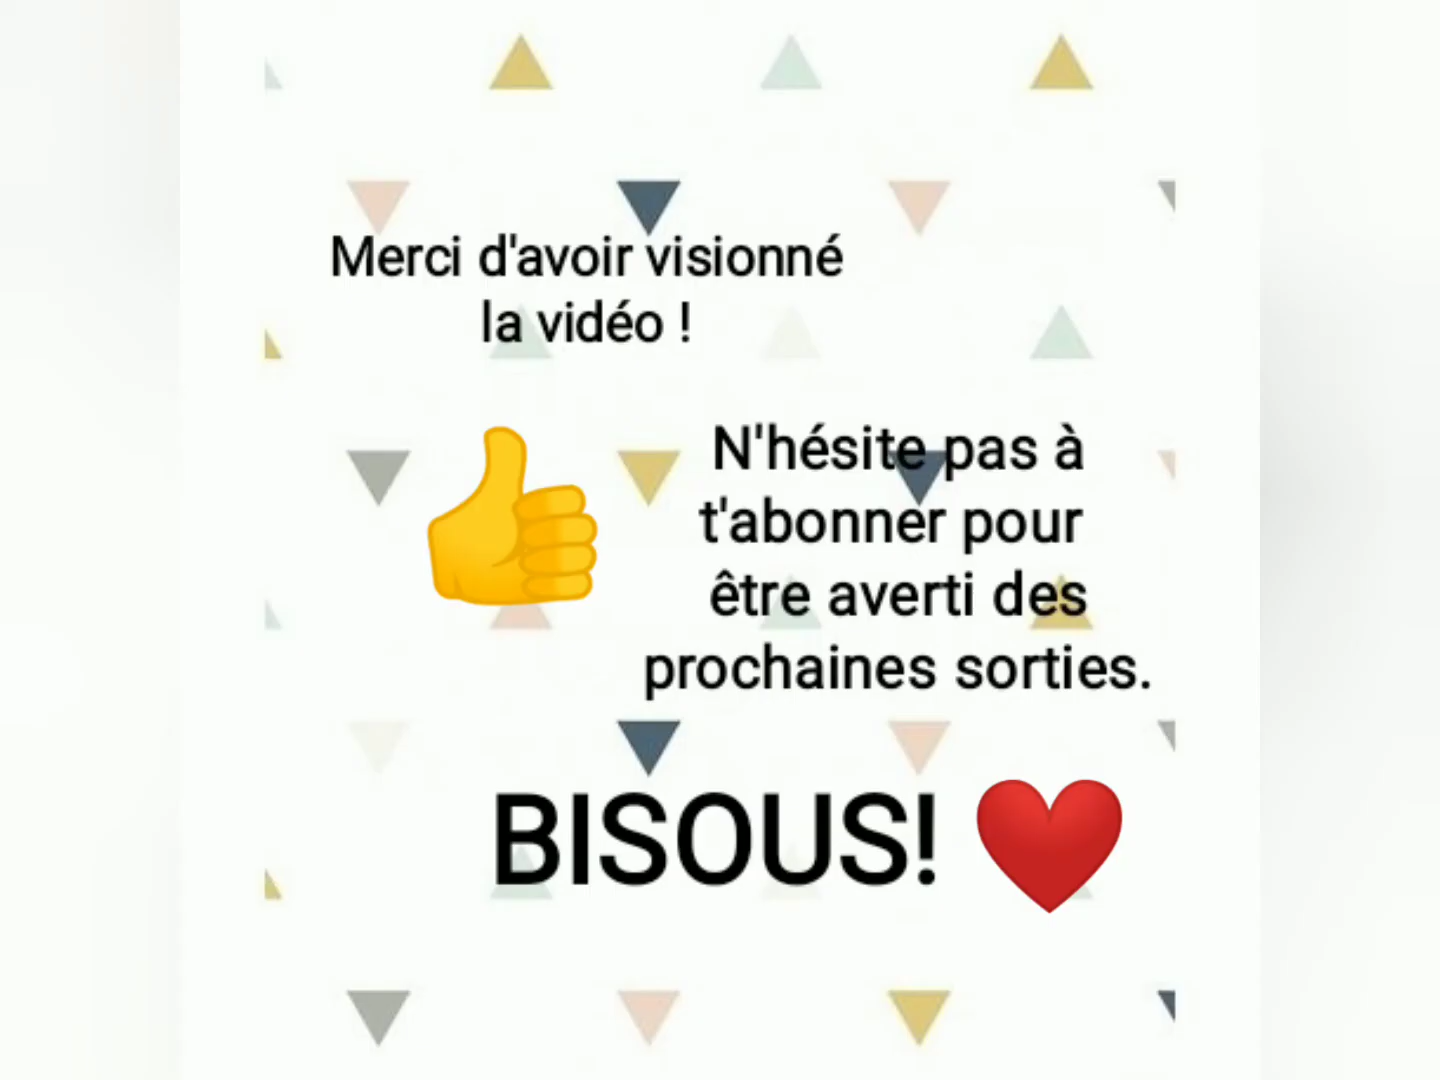 Merci d'avoir visionné
la vidéo !
N'hésite pas à
t'abonner pour
être averti des
prochaines sorties.
BISOUS!